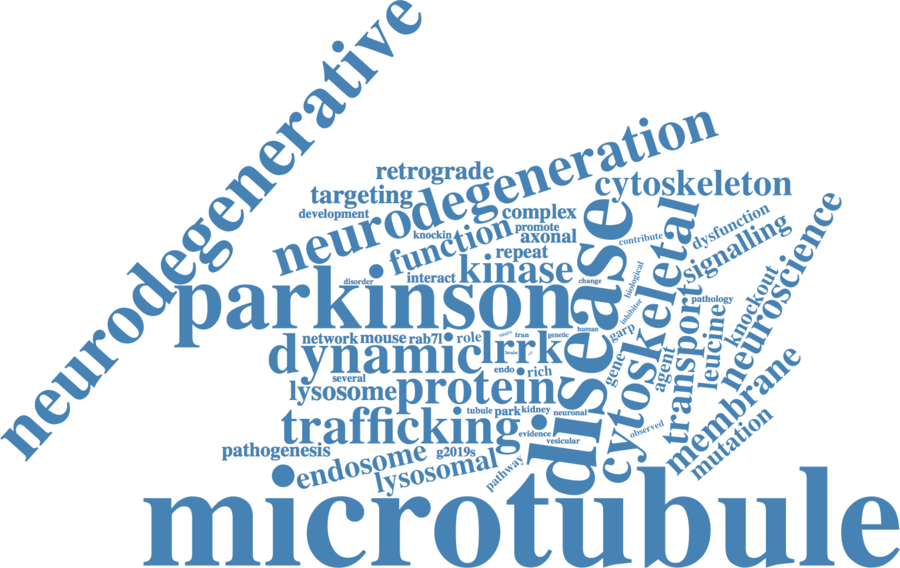 neurodegenerative
neurodegeneration
retrograde
targeting
development
cytoskeleton
complex
promote
knockin
function
axonal
contribute
dysfunction
signalling
repeat
kinase
interact
disorder
change
biological
parkinson
disease
cytoskeletal
neuroscience
pathology
knockout
inhibitor
human
garp
transport
leucine
network
mouse
rab7l
role
snare
tran
genetic
dynamic
lrrk
brain
endo
rich
gene
agent
several
lysosome
protein
membrane
mutation
trafficking
tubule
park
kidney
neuronal
evidence
vesicular
observed
pathogenesis
endosome
g2019s
lysosomal
pathway
microtubule